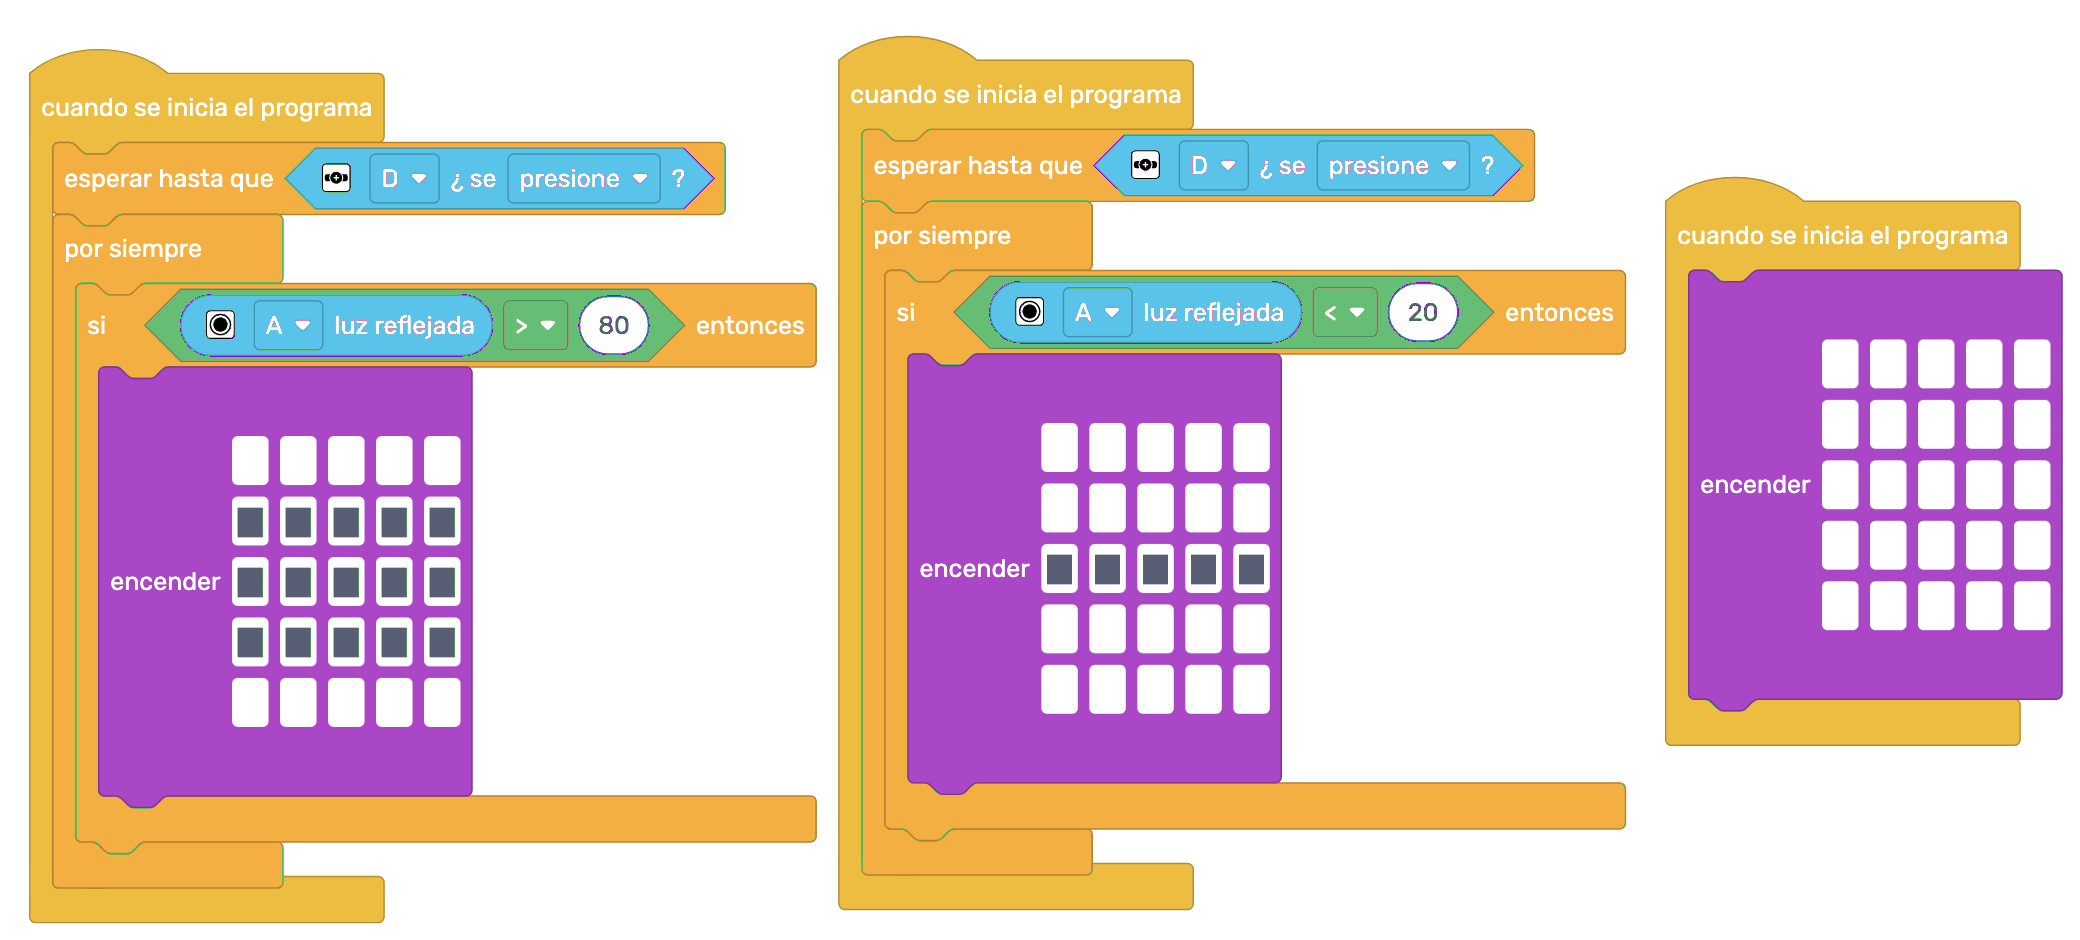 cuando se inicia el programa
esperar hasta que D ¿ se presione ?
por siempre
si A luz reflejada > 80 entonces
encender
cuando se inicia el programa
esperar hasta que D ¿ se presione ?
por siempre
si A luz reflejada < 20 entonces
encender
cuando se inicia el programa
encender